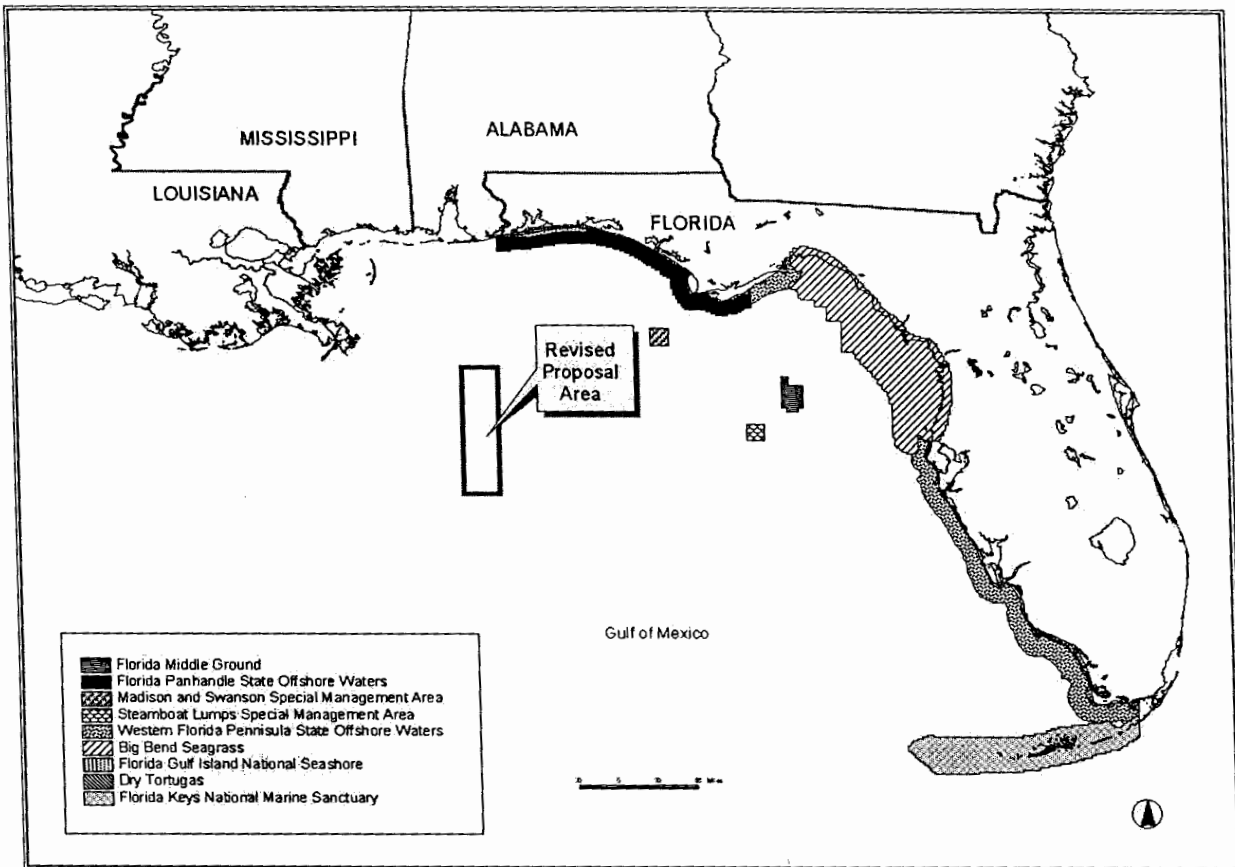 MISSISSIPPI
ALABAMA
LOUISIANA
FLORIDA
Revised
Proposal
Area
Gulf of Mexico
Florida Middle Ground
Florida Panhandle State Offshore Waters
Madison and Swanson Special Management Area
Steamboat Lumps Special Management Area
Western Florida Pennisula State Offshore Waters
Big Bend Seagrass
Florida Gulf Island National Seashore
Dry Tortugas
Florida Keys National Marine Sanctuary